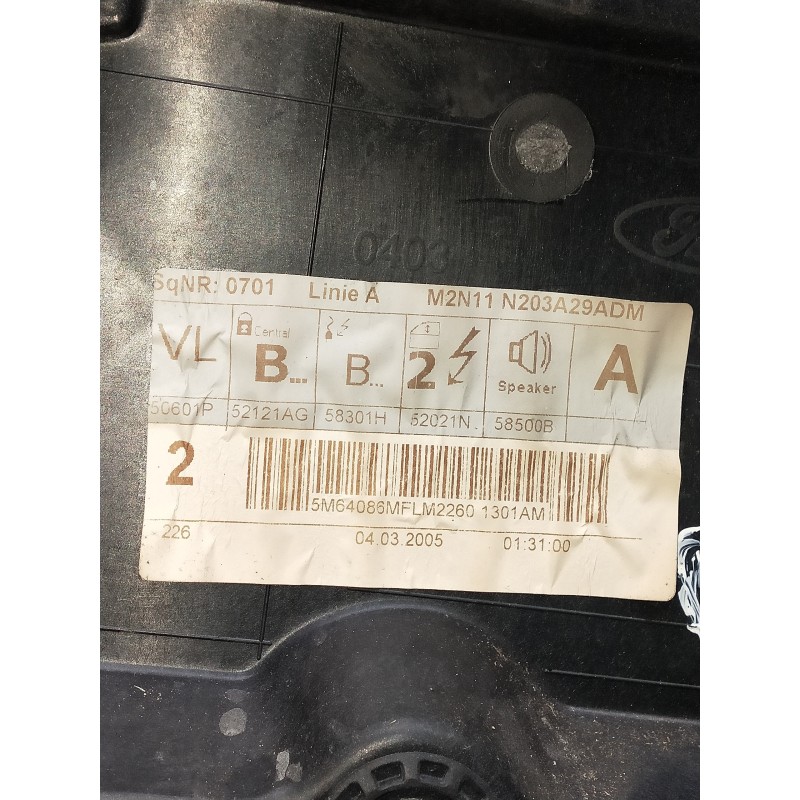 0403
SqNR: 0701 Linie A M2N11 N203A29ADM
VL Central B... B... 2 Speaker A
50601P 52121AG 58301H 52021N 58500B
2
5M64086MFLM2260 1301AM
226 04.03.2005 01:31:00